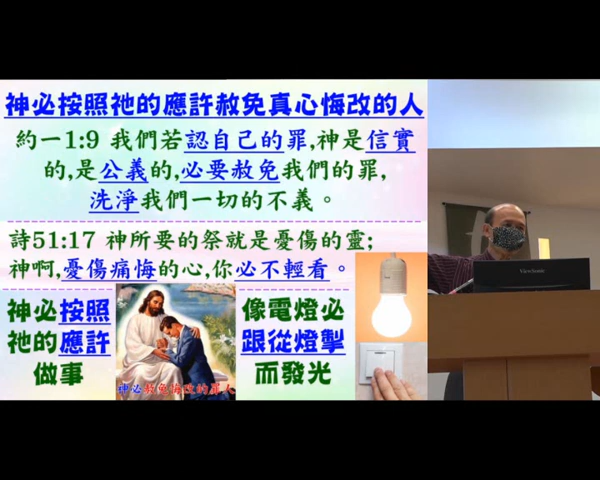 神必按照祂的應許赦免真心悔改的人
約一1:9 我們若認自己的罪,神是信實
的,是公義的,必要赦免我們的罪,
洗淨我們一切的不義。
詩51:17 神所要的祭就是憂傷的靈;
神啊,憂傷痛悔的心,你必不輕看。
神必按照
祂的應許
做事
神必赦免悔改的罪人
像電燈必
跟從燈掣
而發光
ViewSonic